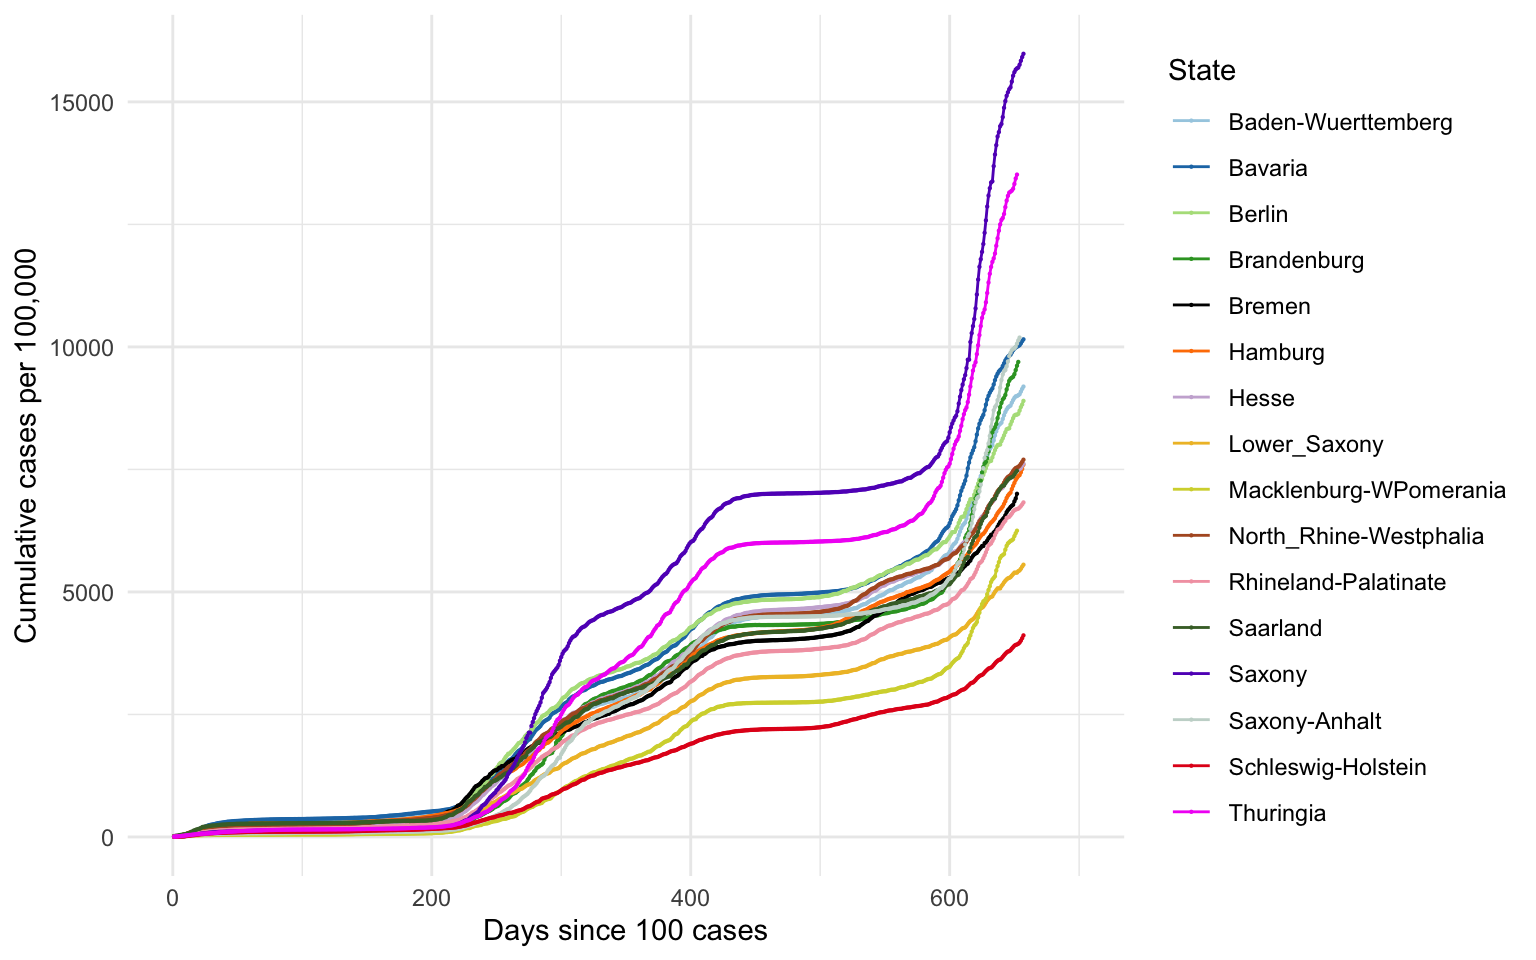 Cumulative cases per 100,000
15000
10000
5000
0
0 200 400 600
Days since 100 cases
State
Baden-Wuerttemberg
Bavaria
Berlin
Brandenburg
Bremen
Hamburg
Hesse
Lower_Saxony
Macklenburg-WPomerania
North_Rhine-Westphalia
Rhineland-Palatinate
Saarland
Saxony
Saxony-Anhalt
Schleswig-Holstein
Thuringia